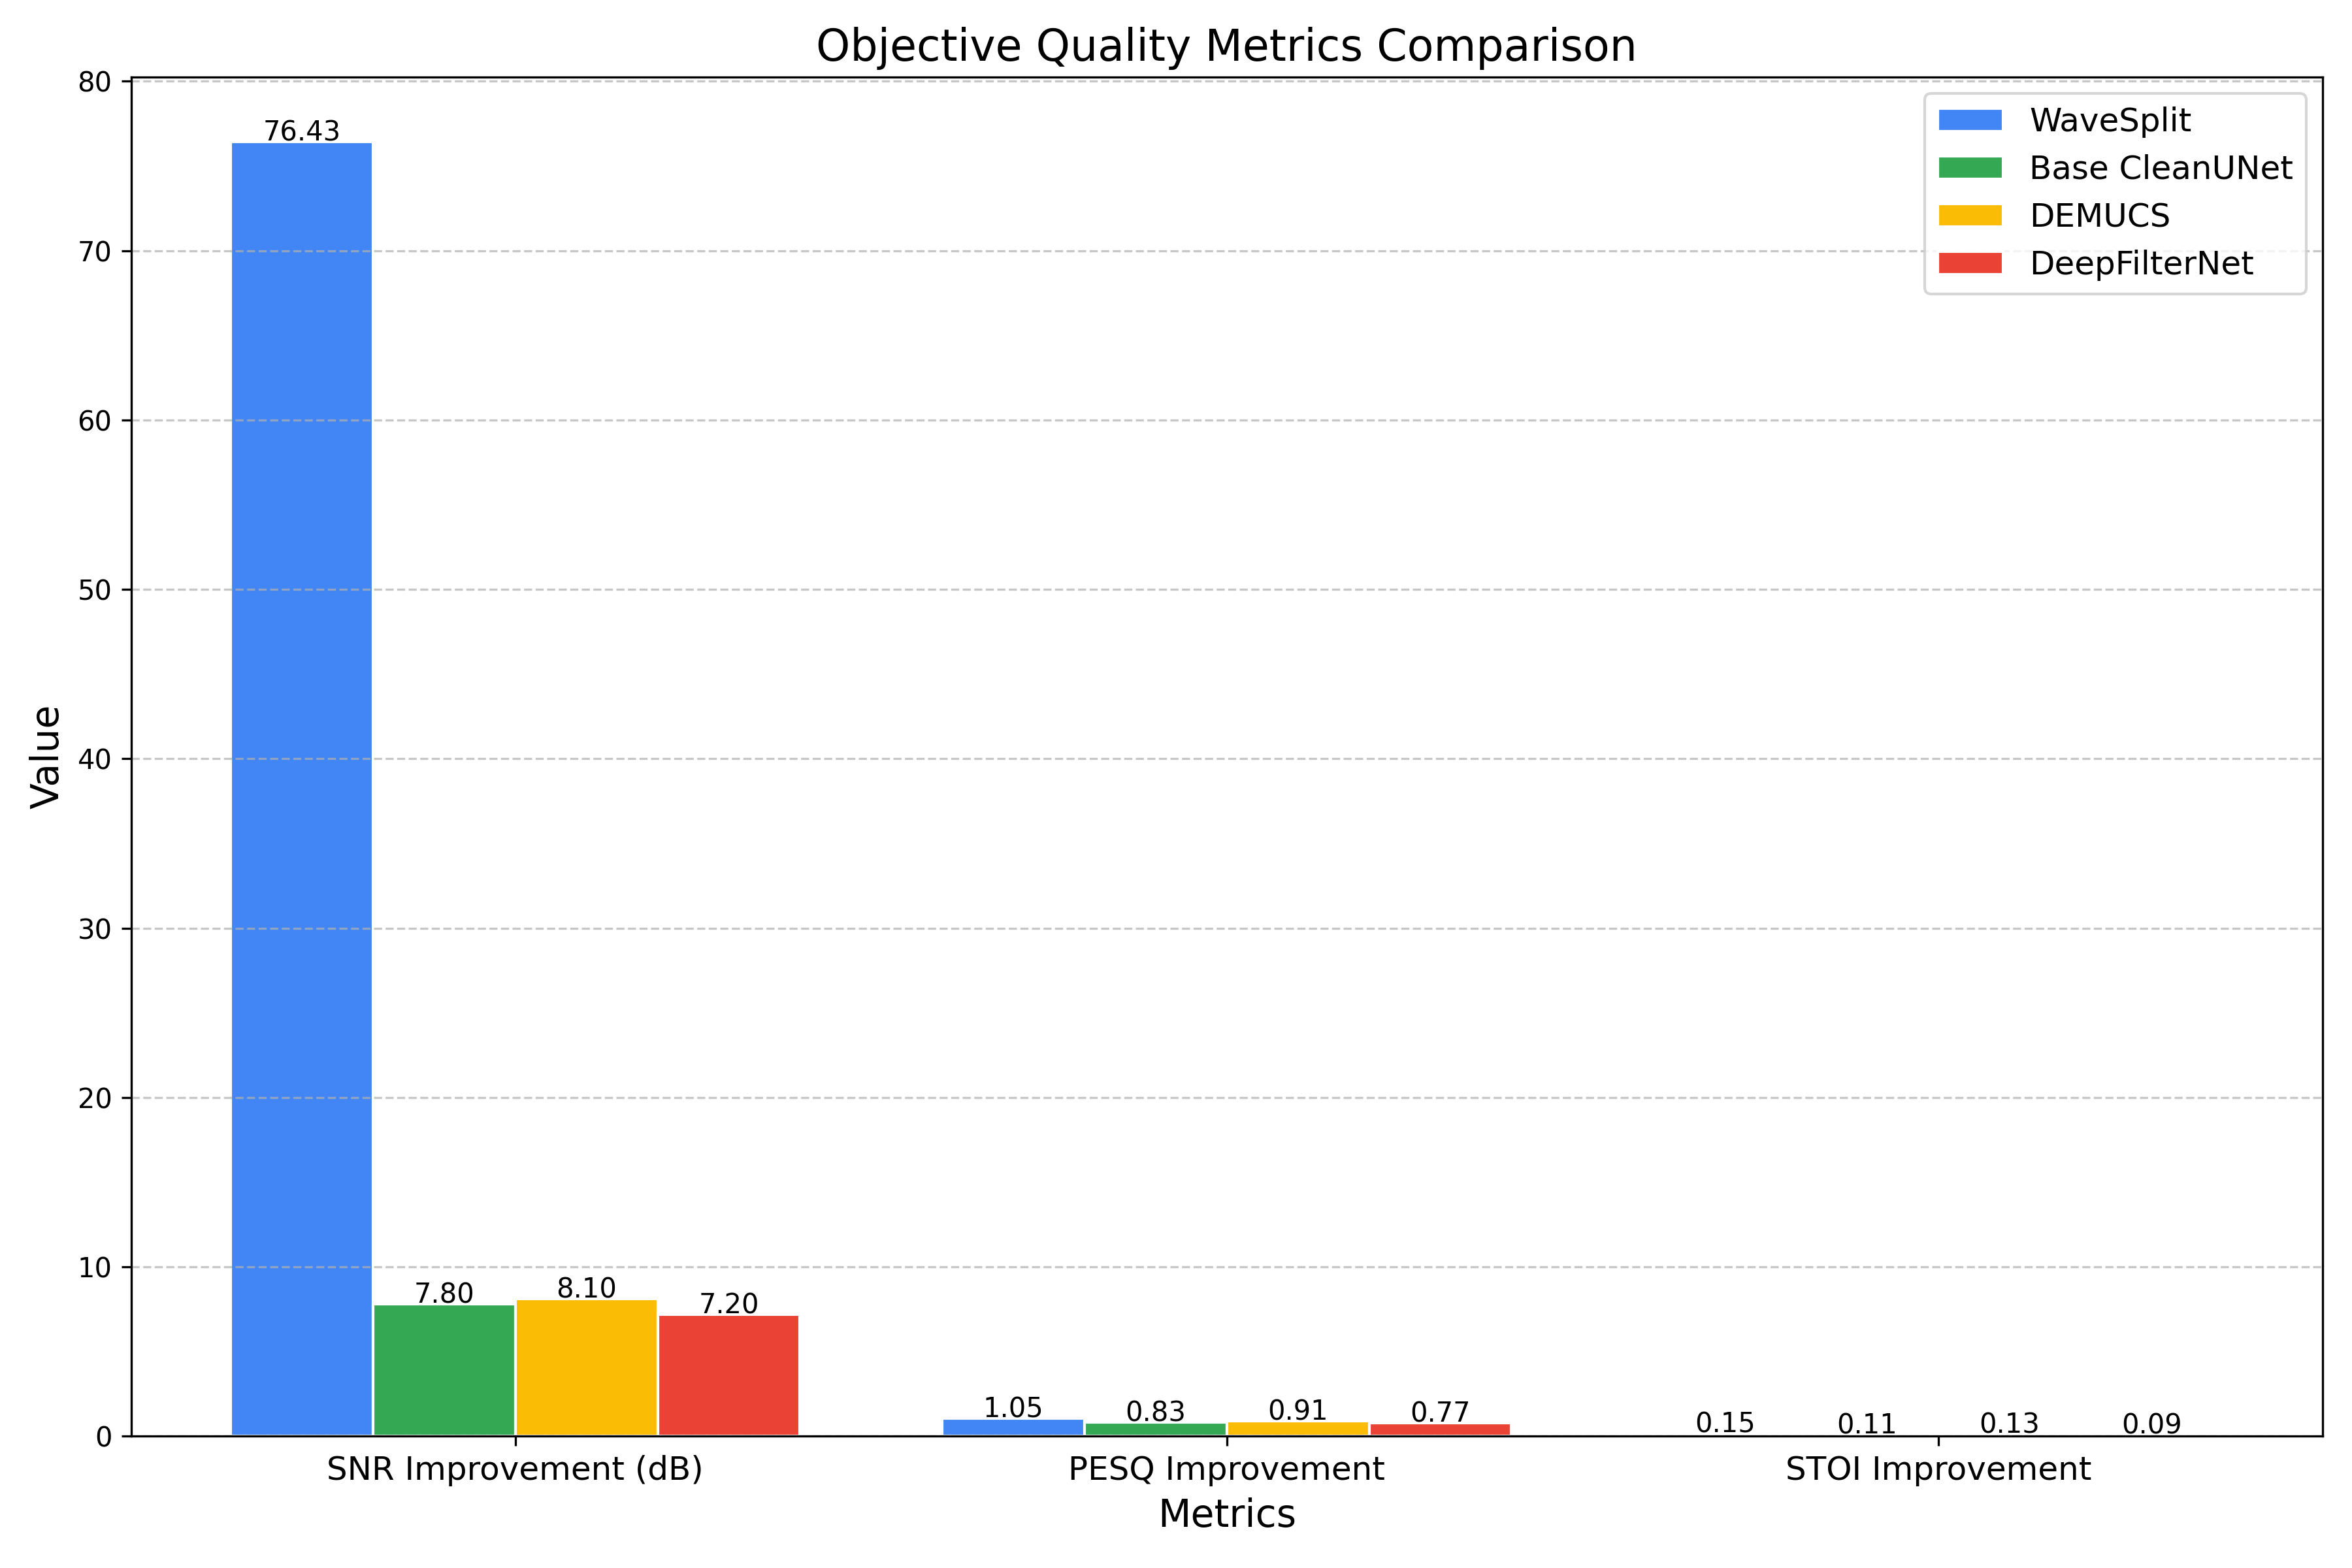 Objective Quality Metrics Comparison
80
70
60
50
40
30
20
10
0
Value
76.43
7.80
8.10
7.20
1.05
0.83
0.91
0.77
0.15
0.11
0.13
0.09
WaveSplit
Base CleanUNet
DEMUCS
DeepFilterNet
SNR Improvement (dB)
PESQ Improvement
STOI Improvement
Metrics